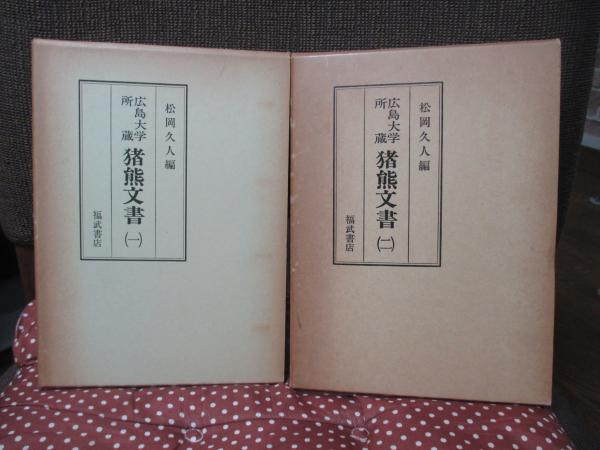 松岡久人編
広島大学
所蔵
猪熊文書
(一)
福武書店
松岡久人編
広島大学
所蔵
猪熊文書
(二)
福武書店